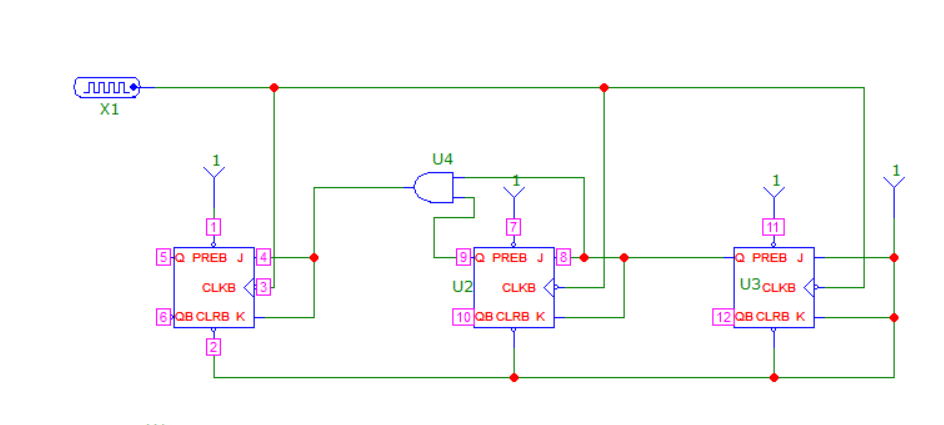 X1
U4
1
1
1
1
1
7
11
5 Q PREB J 4
9 Q PREB J 8
Q PREB J
CLKB 3
U2 CLKB
U3 CLKB
6 QB CLRB K
10 QB CLRB K
12 QB CLRB K
2